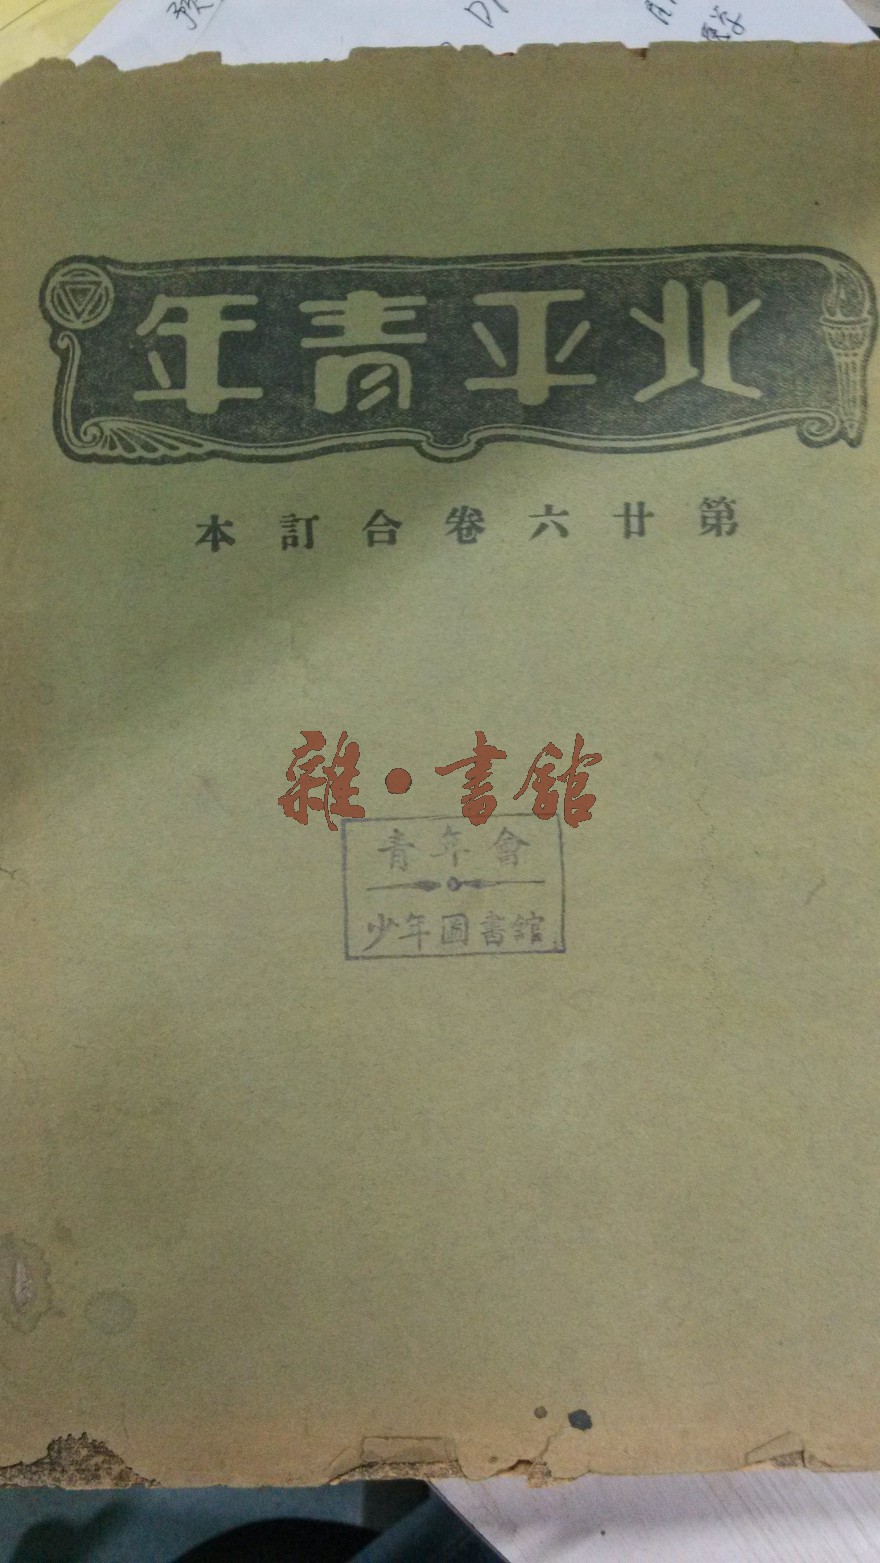 北平青年
第廿六卷合訂本
雜·書館
青年會
少年圖書館